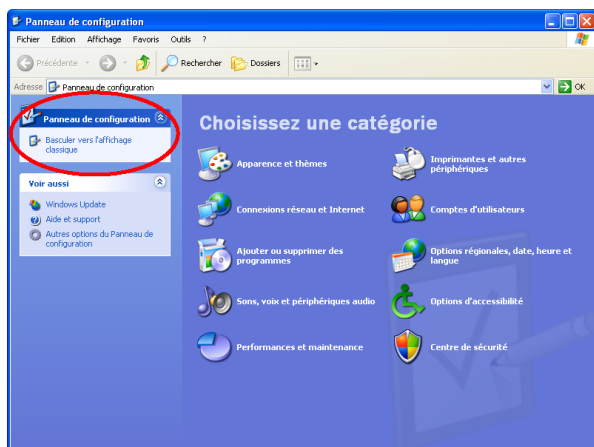 Panneau de configuration
Fichier Edition Affichage Favoris Outils ?
Précédente Rechercher Dossiers
Adresse Panneau de configuration OK
Panneau de configuration
Basculer vers l'affichage
classique
Voir aussi
Windows Update
Aide et support
Autres options du Panneau de
configuration
Choisissez une catégorie
Apparence et thèmes
Imprimantes et autres
périphériques
Connexions réseau et Internet
Comptes d'utilisateurs
Ajouter ou supprimer des
programmes
Options régionales, date, heure et
langue
Sons, voix et périphériques audio
Options d'accessibilité
Performances et maintenance
Centre de sécurité